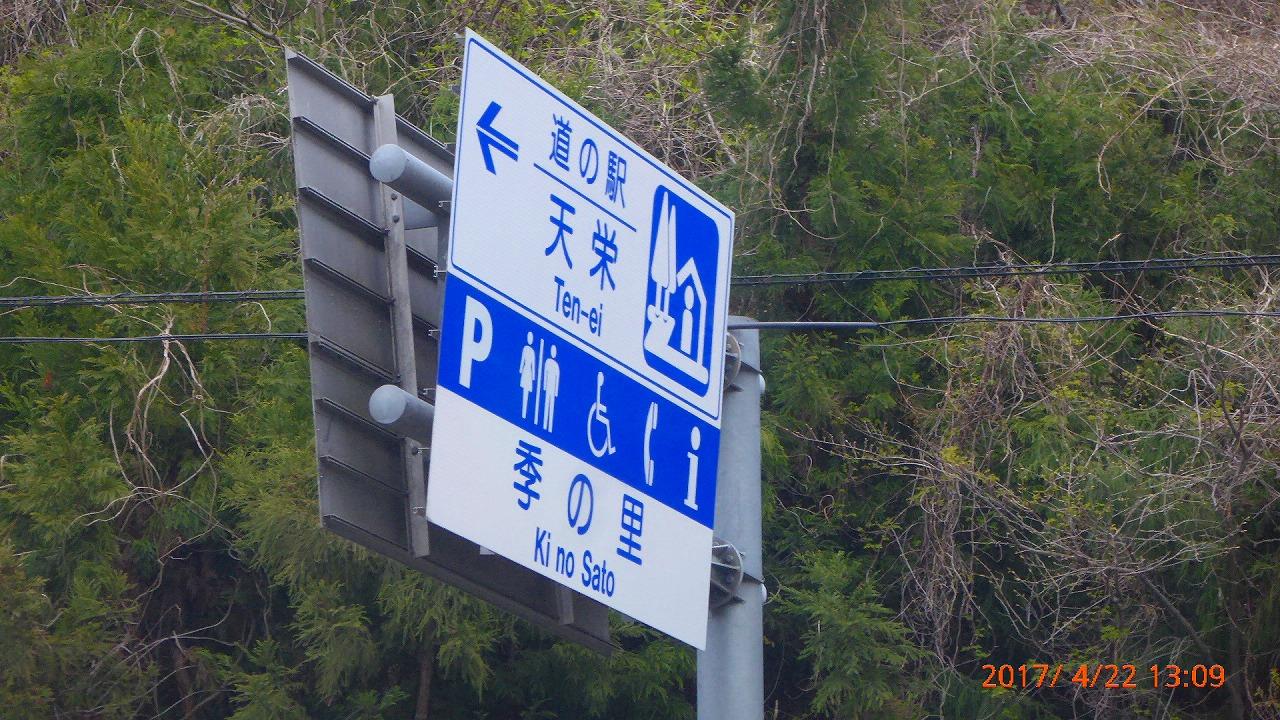 道の駅
天栄
Ten-ei
P
i
季の里
Ki no Sato
2017/ 4/22 13:09